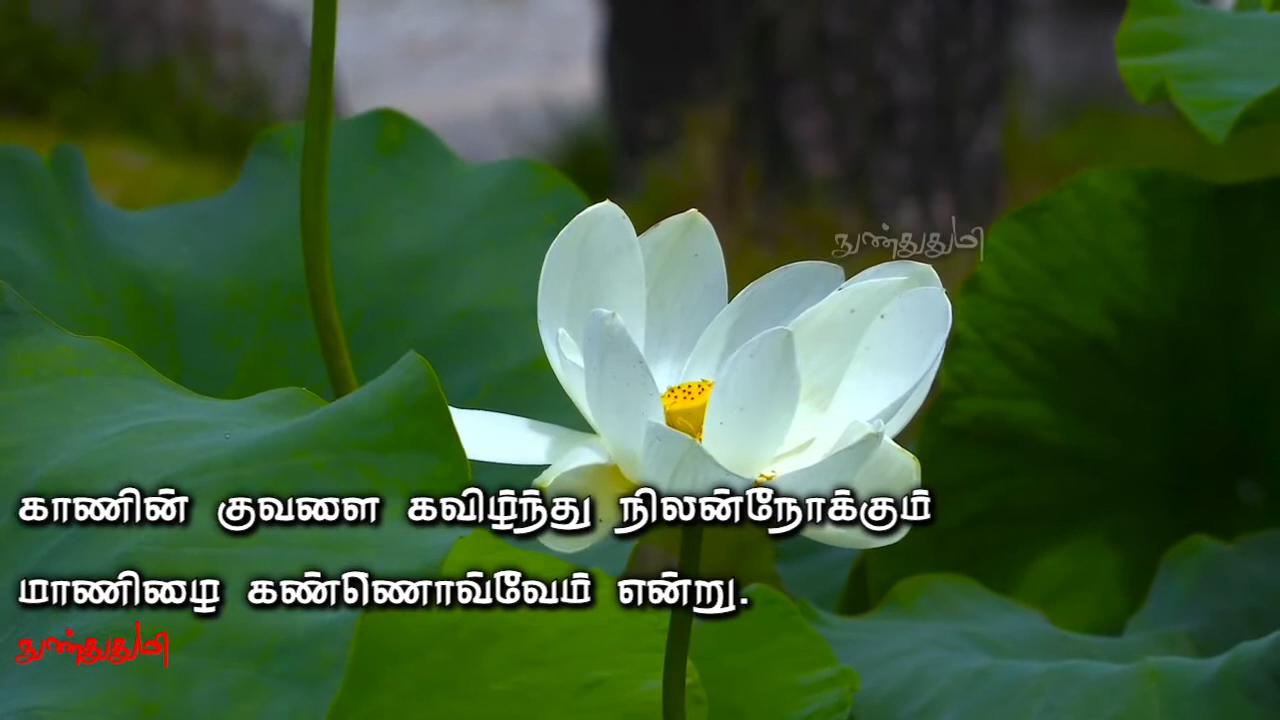 நுண்துதுமி
காணின் குவளை கவிழ்ந்து நிலன்நோக்கும்
மாணிழை கண்ணொவ்வேம் என்று.
நுண்துதுமி